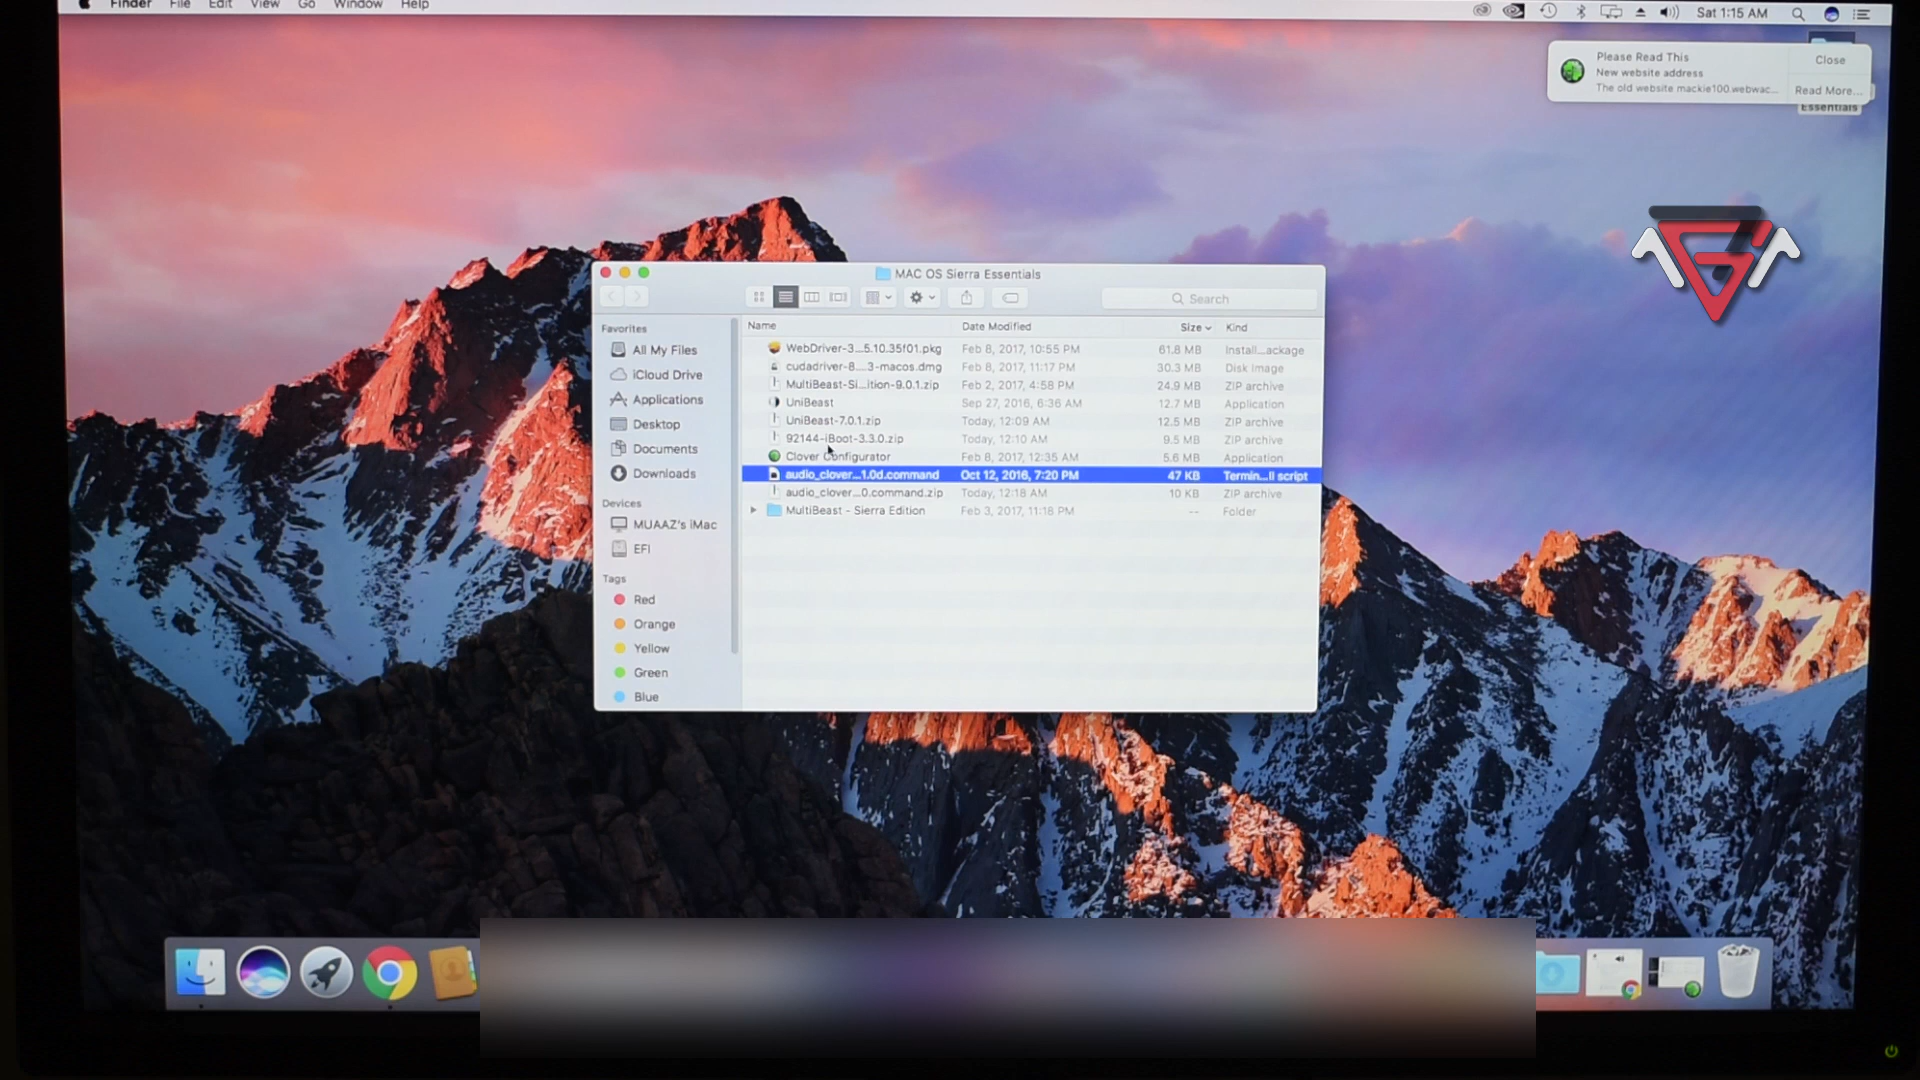 Finder File Edit View Go Window Help
Sat 1:15 AM
Please Read This
New website address
The old website mackie100.webwac...
Close
Read More...
Essentials
MAC OS Sierra Essentials
Search
Favorites
All My Files
iCloud Drive
Applications
Desktop
Documents
Downloads
Devices
MUAAZ's iMac
EFI
Tags
Red
Orange
Yellow
Green
Blue
Name Date Modified Size Kind
WebDriver-3...5.10.35f01.pkg Feb 8, 2017, 10:55 PM 61.8 MB Install...ackage
cudadriver-8....3-macos.dmg Feb 8, 2017, 11:17 PM 30.3 MB Disk Image
MultiBeast-Si...ition-9.0.1.zip Feb 2, 2017, 4:58 PM 24.9 MB ZIP archive
UniBeast Sep 27, 2016, 6:36 AM 12.7 MB Application
UniBeast-7.0.1.zip Today, 12:09 AM 12.5 MB ZIP archive
92144-iBoot-3.3.0.zip Today, 12:10 AM 9.5 MB ZIP archive
Clover Configurator Feb 8, 2017, 12:35 AM 5.6 MB Application
audio_clover...1.0d.command Oct 12, 2016, 7:20 PM 47 KB Termin...ll script
audio_clover...0.command.zip Today, 12:18 AM 10 KB ZIP archive
MultiBeast - Sierra Edition Feb 3, 2017, 11:18 PM -- Folder